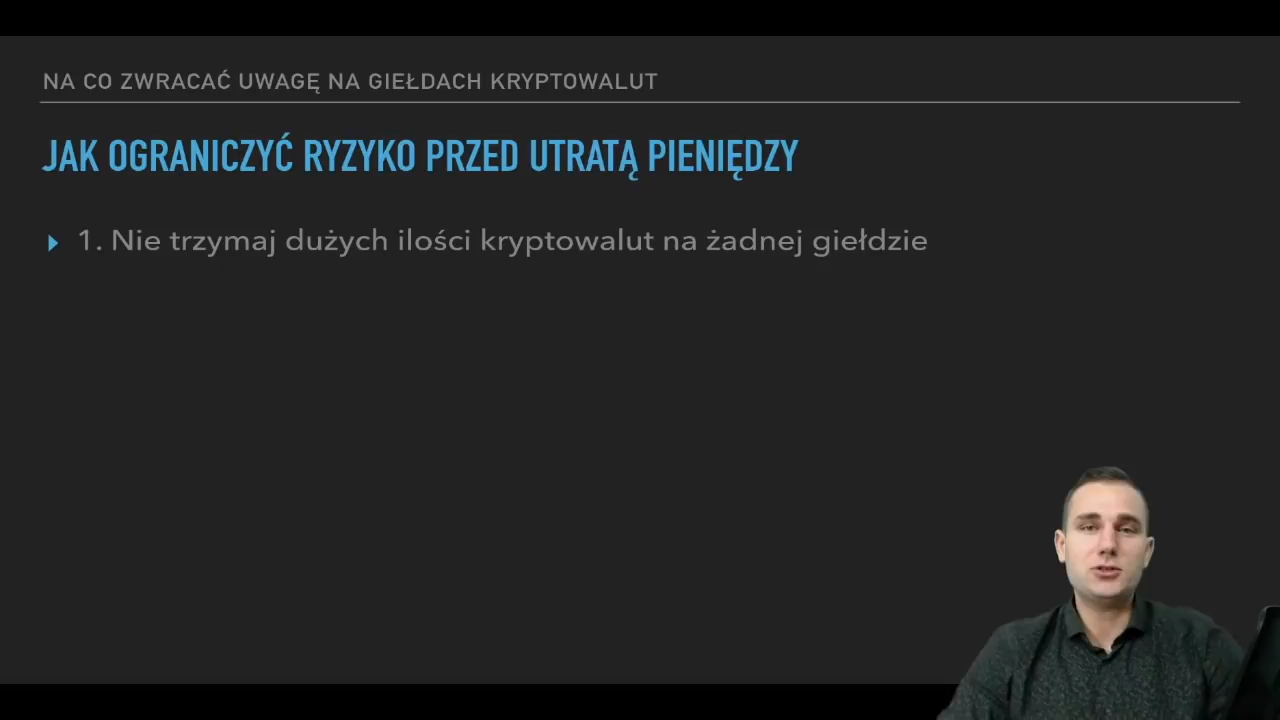 NA CO ZWRACAĆ UWAGĘ NA GIEŁDACH KRYPTOWALUT
JAK OGRANICZYĆ RYZYKO PRZED UTRATĄ PIENIĘDZY
1. Nie trzymaj dużych ilości kryptowalut na żadnej giełdzie